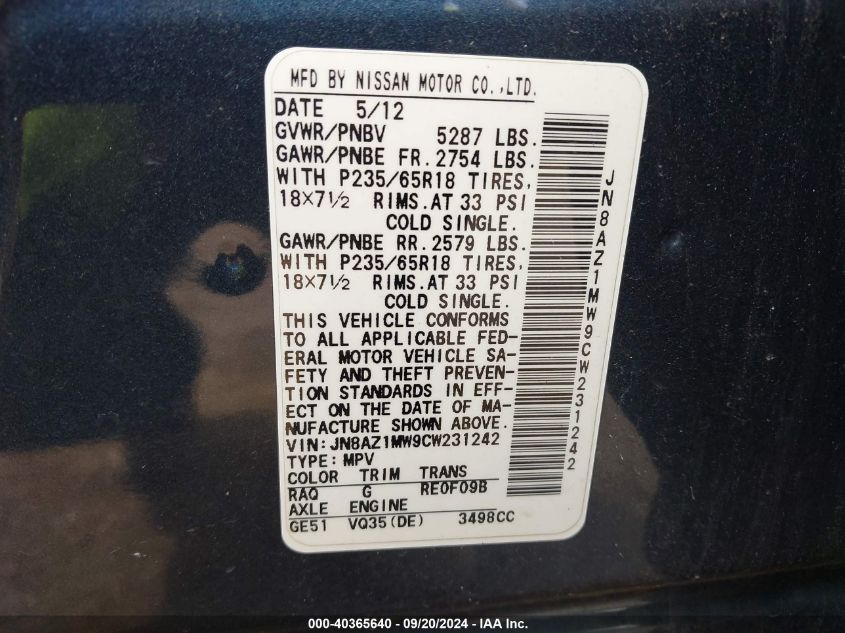 MFD BY NISSAN MOTOR CO.,LTD.
DATE 5/12
GVWR/PNBV 5287 LBS.
GAWR/PNBE FR.2754 LBS.
WITH P235/65R18 TIRES,
18×7½ RIMS.AT 33 PSI
COLD SINGLE.
GAWR/PNBE RR.2579 LBS.
WITH P235/65R18 TIRES,
18×7½ RIMS.AT 33 PSI
COLD SINGLE.
THIS VEHICLE CONFORMS
TO ALL APPLICABLE FED-
ERAL MOTOR VEHICLE SA-
FETY AND THEFT PREVEN-
TION STANDARDS IN EFF-
ECT ON THE DATE OF MA-
NUFACTURE SHOWN ABOVE.
VIN:JN8AZ1MW9CW231242
TYPE:MPV
COLOR TRIM TRANS
RAQ G RE0F09B
AXLE ENGINE
GE51 VQ35(DE) 3498CC
JN8AZ1MW9CW231242
000-40365640 - 09/20/2024 - IAA Inc.